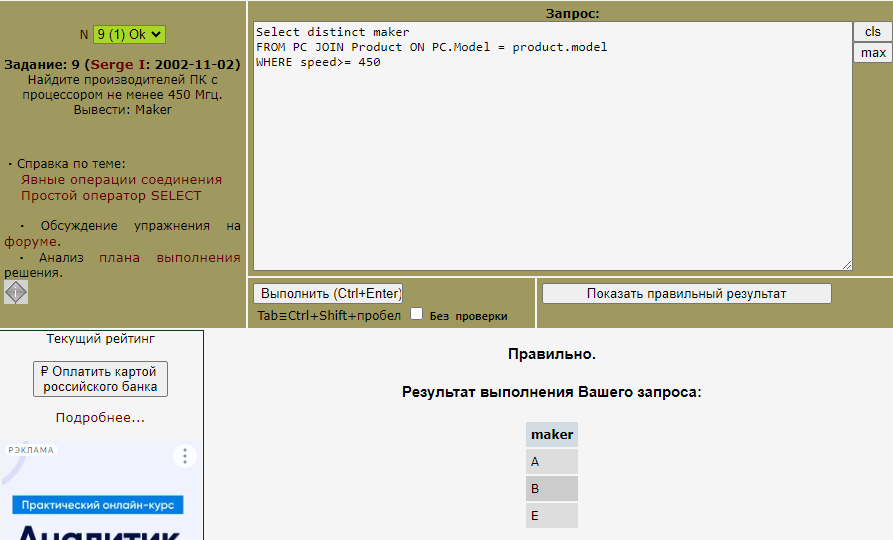 N 9 (1) Ok
Задание: 9 (Serge I: 2002-11-02)
Найдите производителей ПК с
процессором не менее 450 Мгц.
Вывести: Maker
· Справка по теме:
Явные операции соединения
Простой оператор SELECT
· Обсуждение упражнения на
форуме.
· Анализ плана выполнения
решения.
i
Запрос:
Select distinct maker
FROM PC JOIN Product ON PC.Model = product.model
WHERE speed>= 450
cls
max
Выполнить (Ctrl+Enter)
Tab≡Ctrl+Shift+пробел Без проверки
Показать правильный результат
Текущий рейтинг
₽ Оплатить картой
российского банка
Подробнее...
РЭКЛАМА
Практический онлайн-курс
Аналитик
Правильно.
Результат выполнения Вашего запроса:
maker
A
B
E